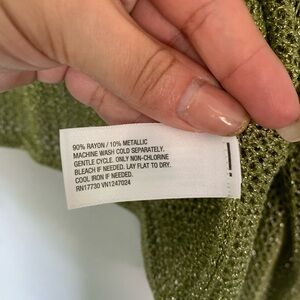 90% RAYON / 10% METALLIC
MACHINE WASH COLD SEPARATELY.
GENTLE CYCLE. ONLY NON-CHLORINE
BLEACH IF NEEDED. LAY FLAT TO DRY.
COOL IRON IF NEEDED.
RN17730 VN1247024